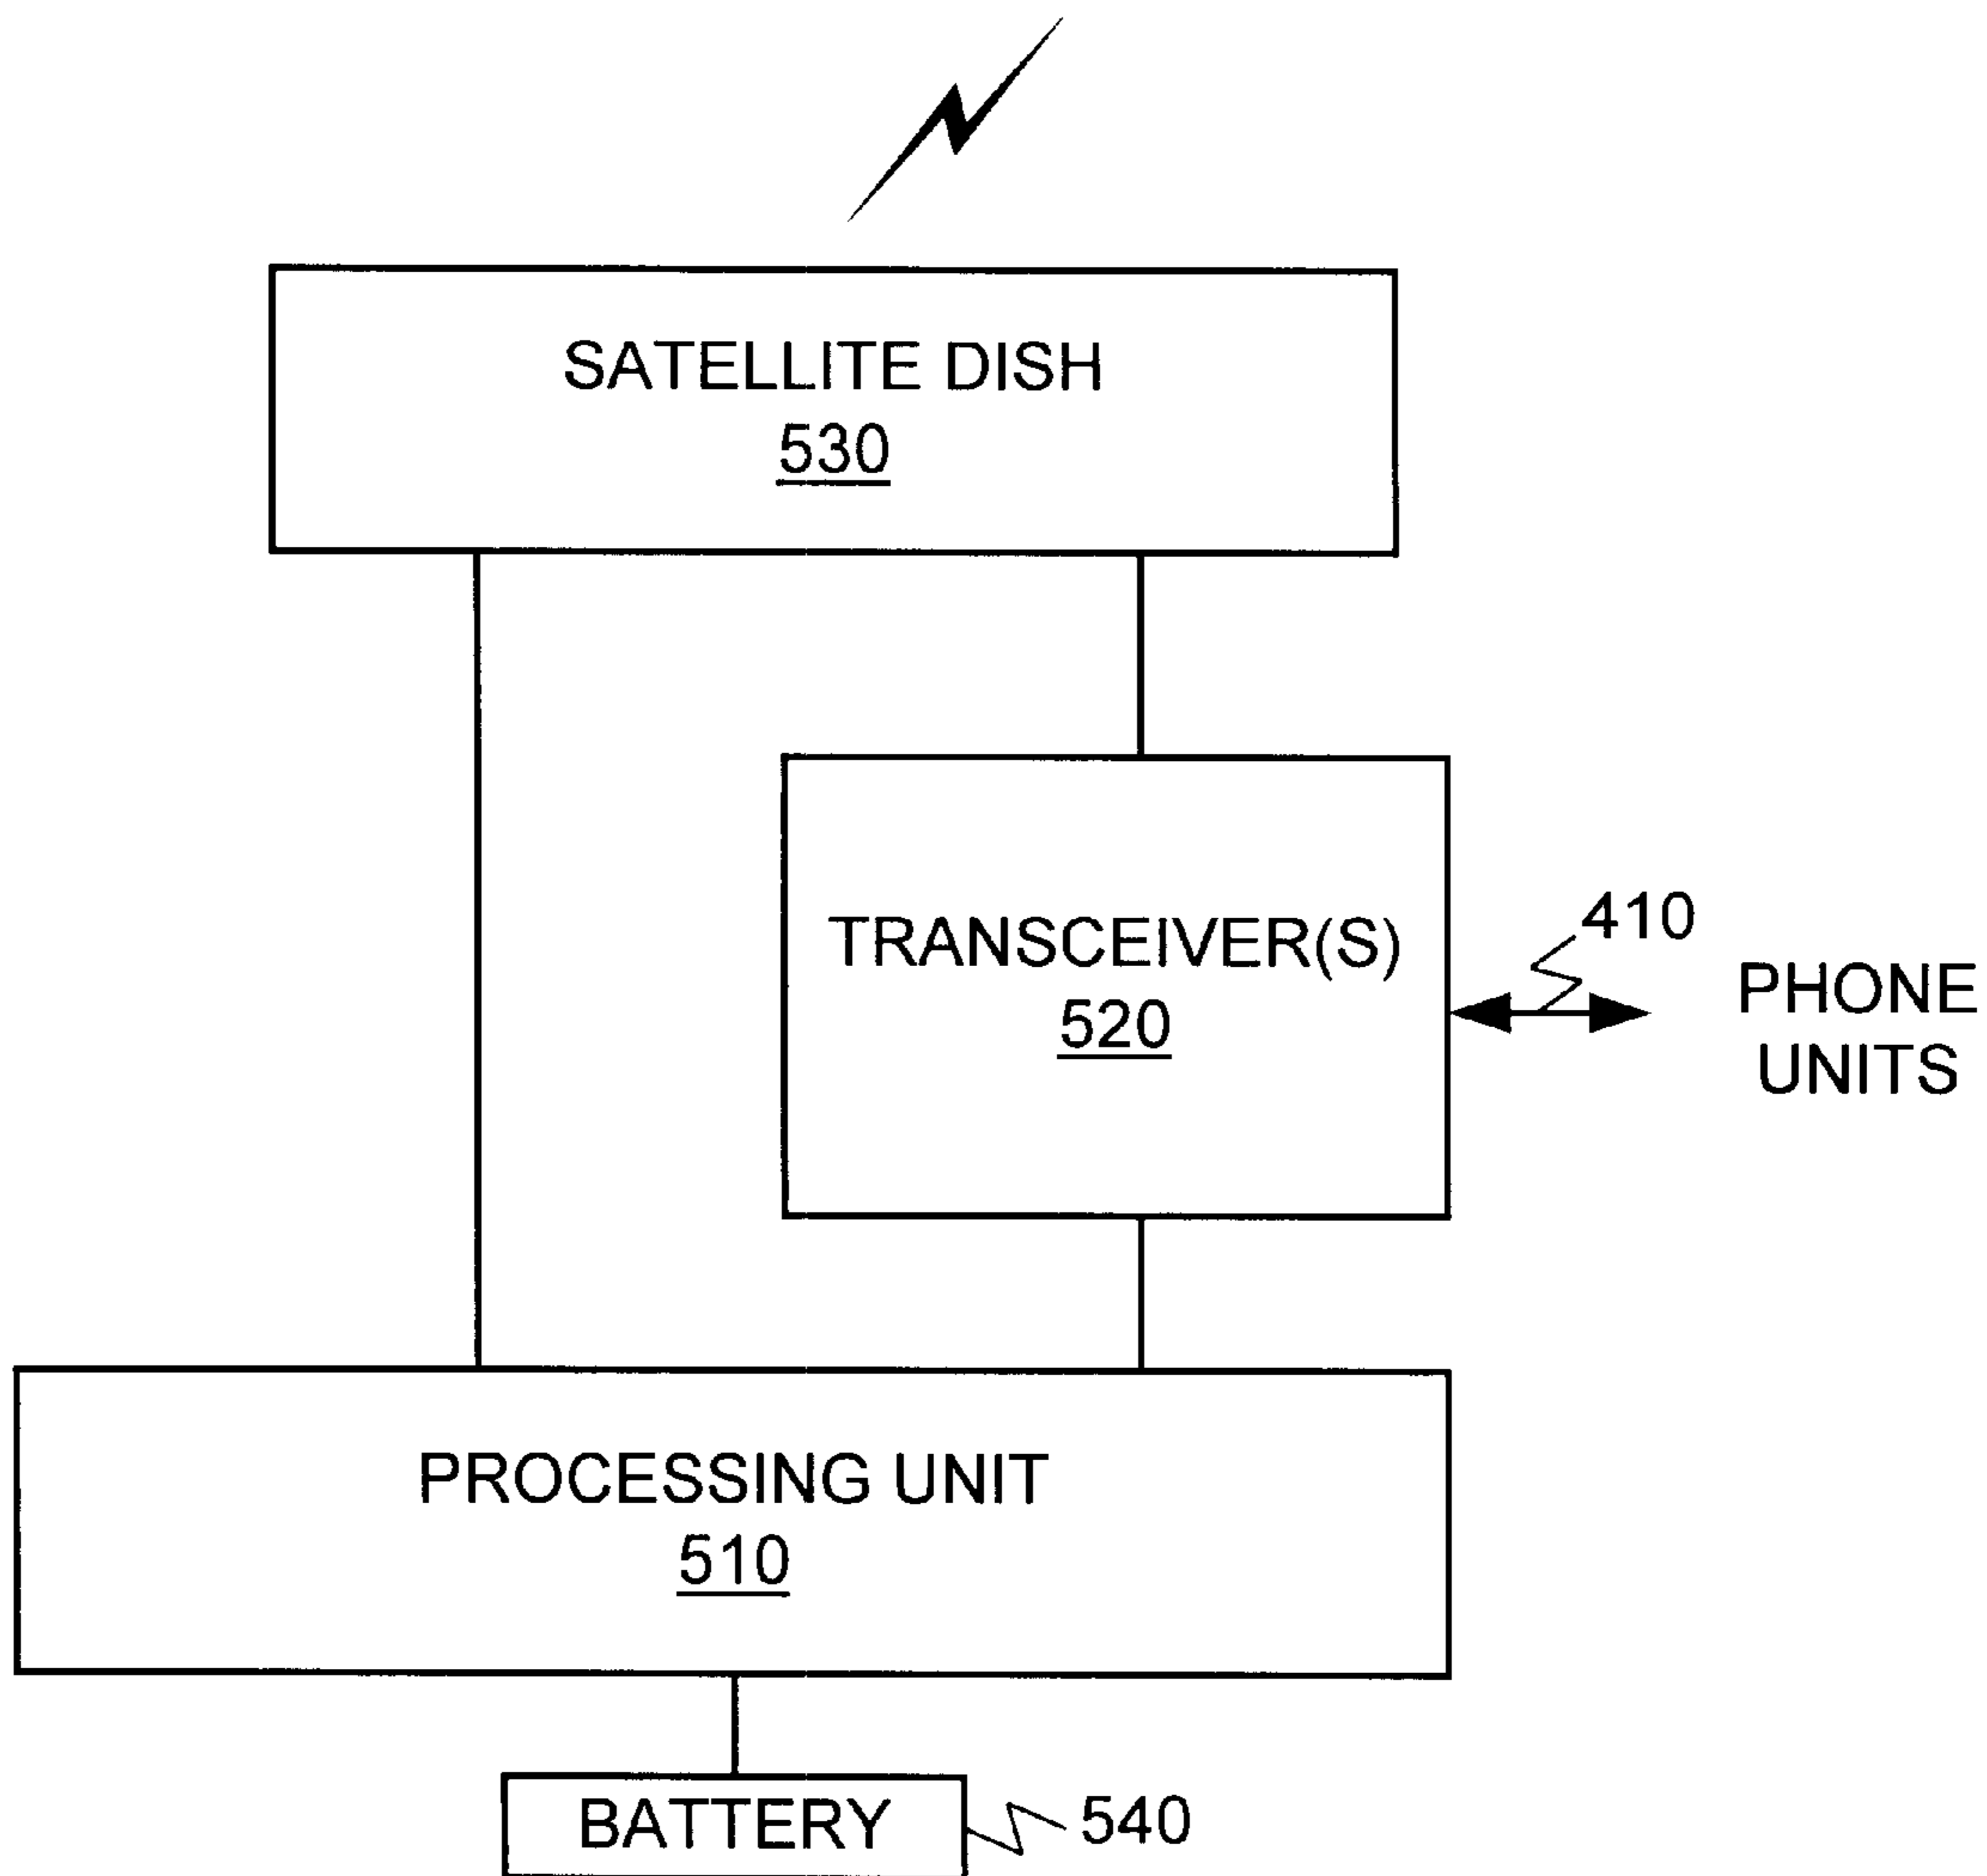 SATELLITE DISH
530
TRANSCEIVER(S)
520
410
PHONE
UNITS
PROCESSING UNIT
510
BATTERY
540